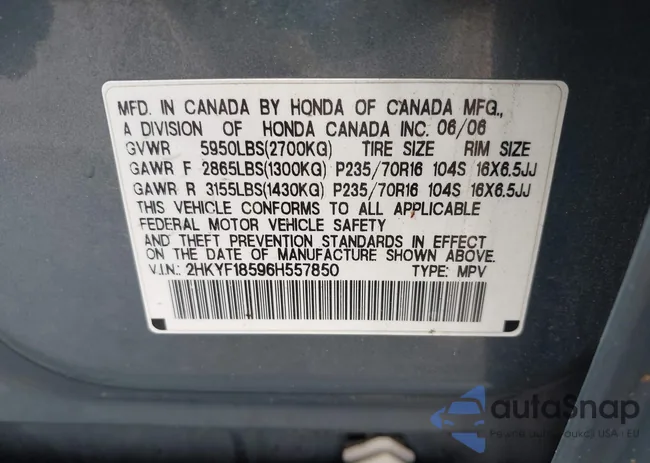 MFD. IN CANADA BY HONDA OF CANADA MFG.,
A DIVISION OF HONDA CANADA INC. 06/06
GVWR 5950LBS(2700KG) TIRE SIZE RIM SIZE
GAWR F 2865LBS(1300KG) P235/70R16 104S 16X6.5JJ
GAWR R 3155LBS(1430KG) P235/70R16 104S 16X6.5JJ
THIS VEHICLE CONFORMS TO ALL APPLICABLE
FEDERAL MOTOR VEHICLE SAFETY
AND THEFT PREVENTION STANDARDS IN EFFECT
ON THE DATE OF MANUFACTURE SHOWN ABOVE.
V.I.N.: 2HKYF18596H557850 TYPE: MPV
autoSnap
USA - EU